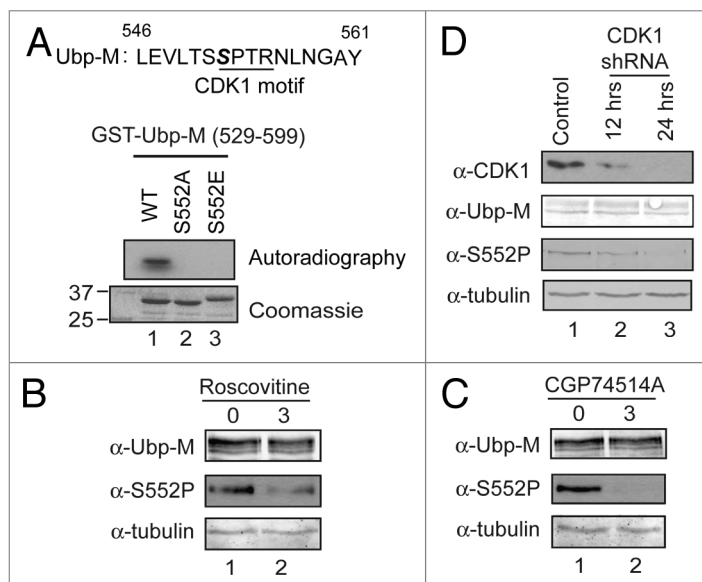 A
546 561
Ubp-M: LEVLTSSSPTRNLNGAY
CDK1 motif
GST-Ubp-M (529-599)
WT S552A S552E
Autoradiography
37
25
Coomassie
1 2 3
D
CDK1
shRNA
Control 12 hrs 24 hrs
α-CDK1
α-Ubp-M
α-S552P
α-tubulin
1 2 3
B
Roscovitine
0 3
α-Ubp-M
α-S552P
α-tubulin
1 2
C
CGP74514A
0 3
α-Ubp-M
α-S552P
α-tubulin
1 2